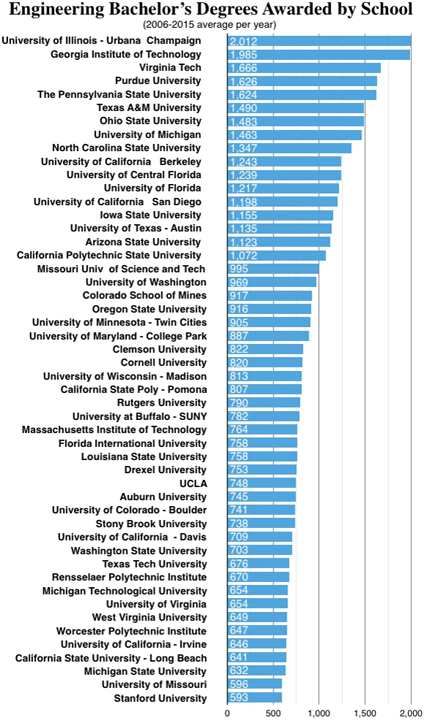 Engineering Bachelor's Degrees Awarded by School
(2006-2015 average per year)
University of Illinois - Urbana Champaign 2,012
Georgia Institute of Technology 1,985
Virginia Tech 1,666
Purdue University 1,626
The Pennsylvania State University 1,624
Texas A&M University 1,490
Ohio State University 1,483
University of Michigan 1,463
North Carolina State University 1,347
University of California Berkeley 1,243
University of Central Florida 1,239
University of Florida 1,217
University of California San Diego 1,198
Iowa State University 1,155
University of Texas - Austin 1,135
Arizona State University 1,123
California Polytechnic State University 1,072
Missouri Univ of Science and Tech 995
University of Washington 969
Colorado School of Mines 917
Oregon State University 916
University of Minnesota - Twin Cities 905
University of Maryland - College Park 887
Clemson University 822
Cornell University 820
University of Wisconsin - Madison 813
California State Poly - Pomona 807
Rutgers University 790
University at Buffalo - SUNY 782
Massachusetts Institute of Technology 764
Florida International University 758
Louisiana State University 758
Drexel University 753
UCLA 748
Auburn University 745
University of Colorado - Boulder 741
Stony Brook University 738
University of California - Davis 709
Washington State University 703
Texas Tech University 676
Rensselaer Polytechnic Institute 670
Michigan Technological University 654
University of Virginia 654
West Virginia University 649
Worcester Polytechnic Institute 647
University of California - Irvine 646
California State University - Long Beach 641
Michigan State University 632
University of Missouri 596
Stanford University 593
0 500 1,000 1,500 2,000